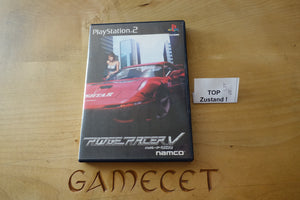 PlayStation 2
TOP
Zustand !
RIDGE RACER V
namco
GAMECET